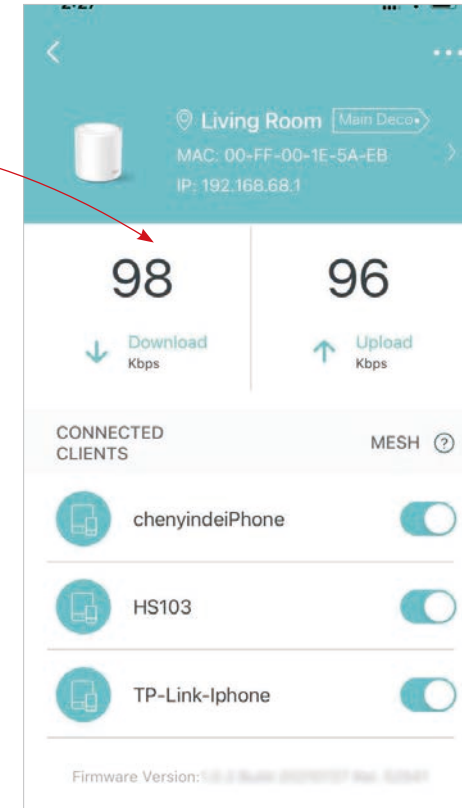 Living Room Main Deco
MAC: 00-FF-00-1E-5A-EB
IP: 192.168.68.1
98 96
Download Upload
Kbps Kbps
CONNECTED
CLIENTS
MESH ?
chenyindeiPhone
HS103
TP-Link-Iphone
Firmware Version: